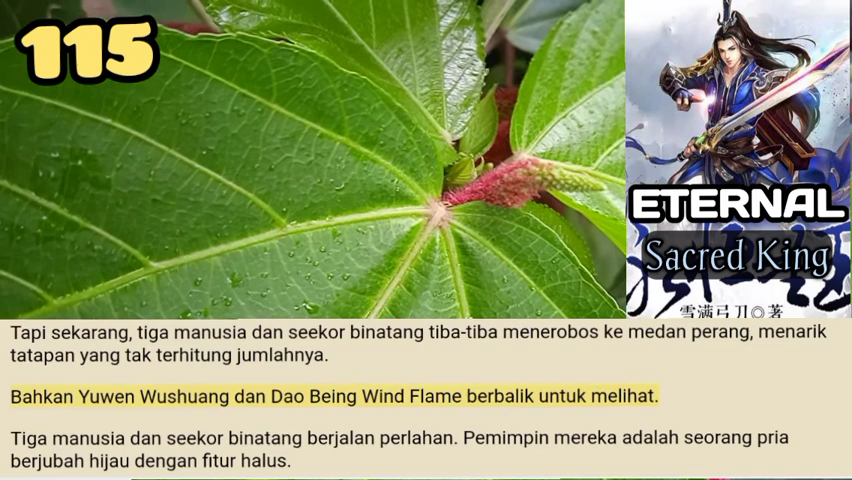 115
ETERNAL
Sacred King
雪满弓刀◎著
Tapi sekarang, tiga manusia dan seekor binatang tiba-tiba menerobos ke medan perang, menarik
tatapan yang tak terhitung jumlahnya.
Bahkan Yuwen Wushuang dan Dao Being Wind Flame berbalik untuk melihat.
Tiga manusia dan seekor binatang berjalan perlahan. Pemimpin mereka adalah seorang pria
berjubah hijau dengan fitur halus.